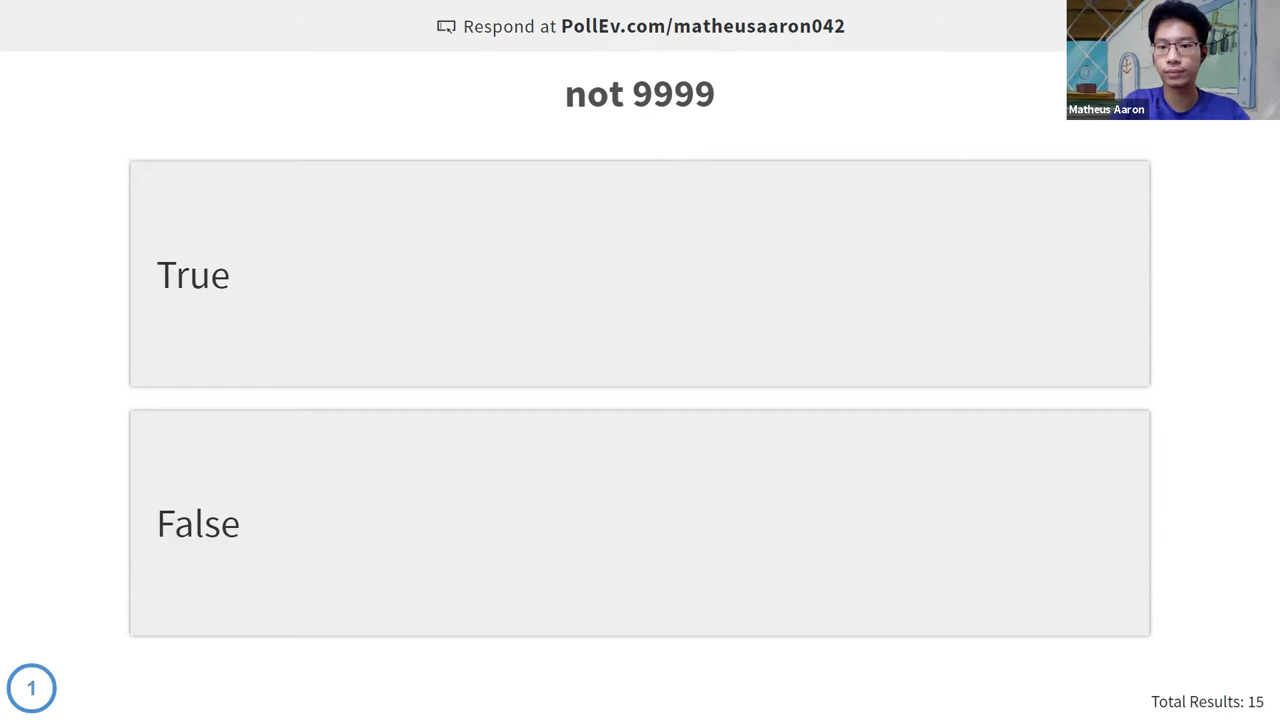 Respond at PollEv.com/matheusaaron042
not 9999
Matheus Aaron
True
False
1
Total Results: 15